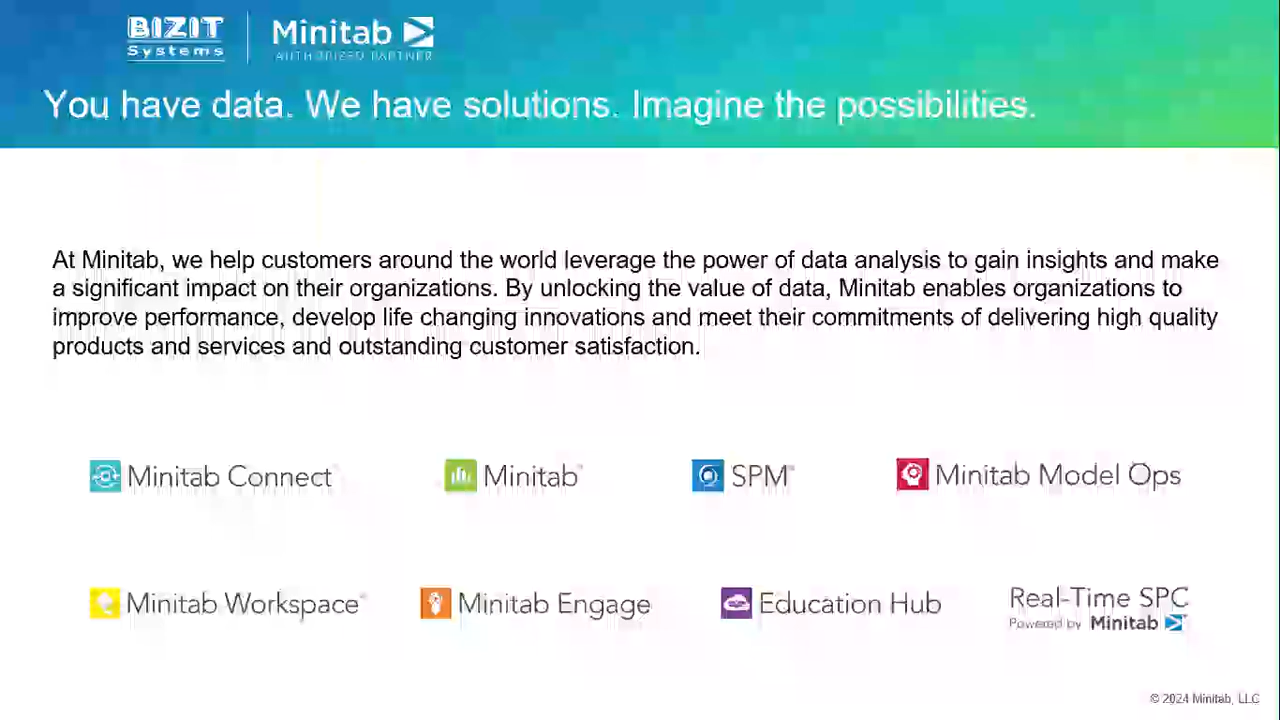 BIZIT
Systems
Minitab
AUTHORIZED PARTNER
You have data. We have solutions. Imagine the possibilities.
At Minitab, we help customers around the world leverage the power of data analysis to gain insights and make
a significant impact on their organizations. By unlocking the value of data, Minitab enables organizations to
improve performance, develop life changing innovations and meet their commitments of delivering high quality
products and services and outstanding customer satisfaction.
Minitab Connect
Minitab
SPM
Minitab Model Ops
Minitab Workspace
Minitab Engage
Education Hub
Real-Time SPC
Powered by Minitab
© 2024 Minitab, LLC